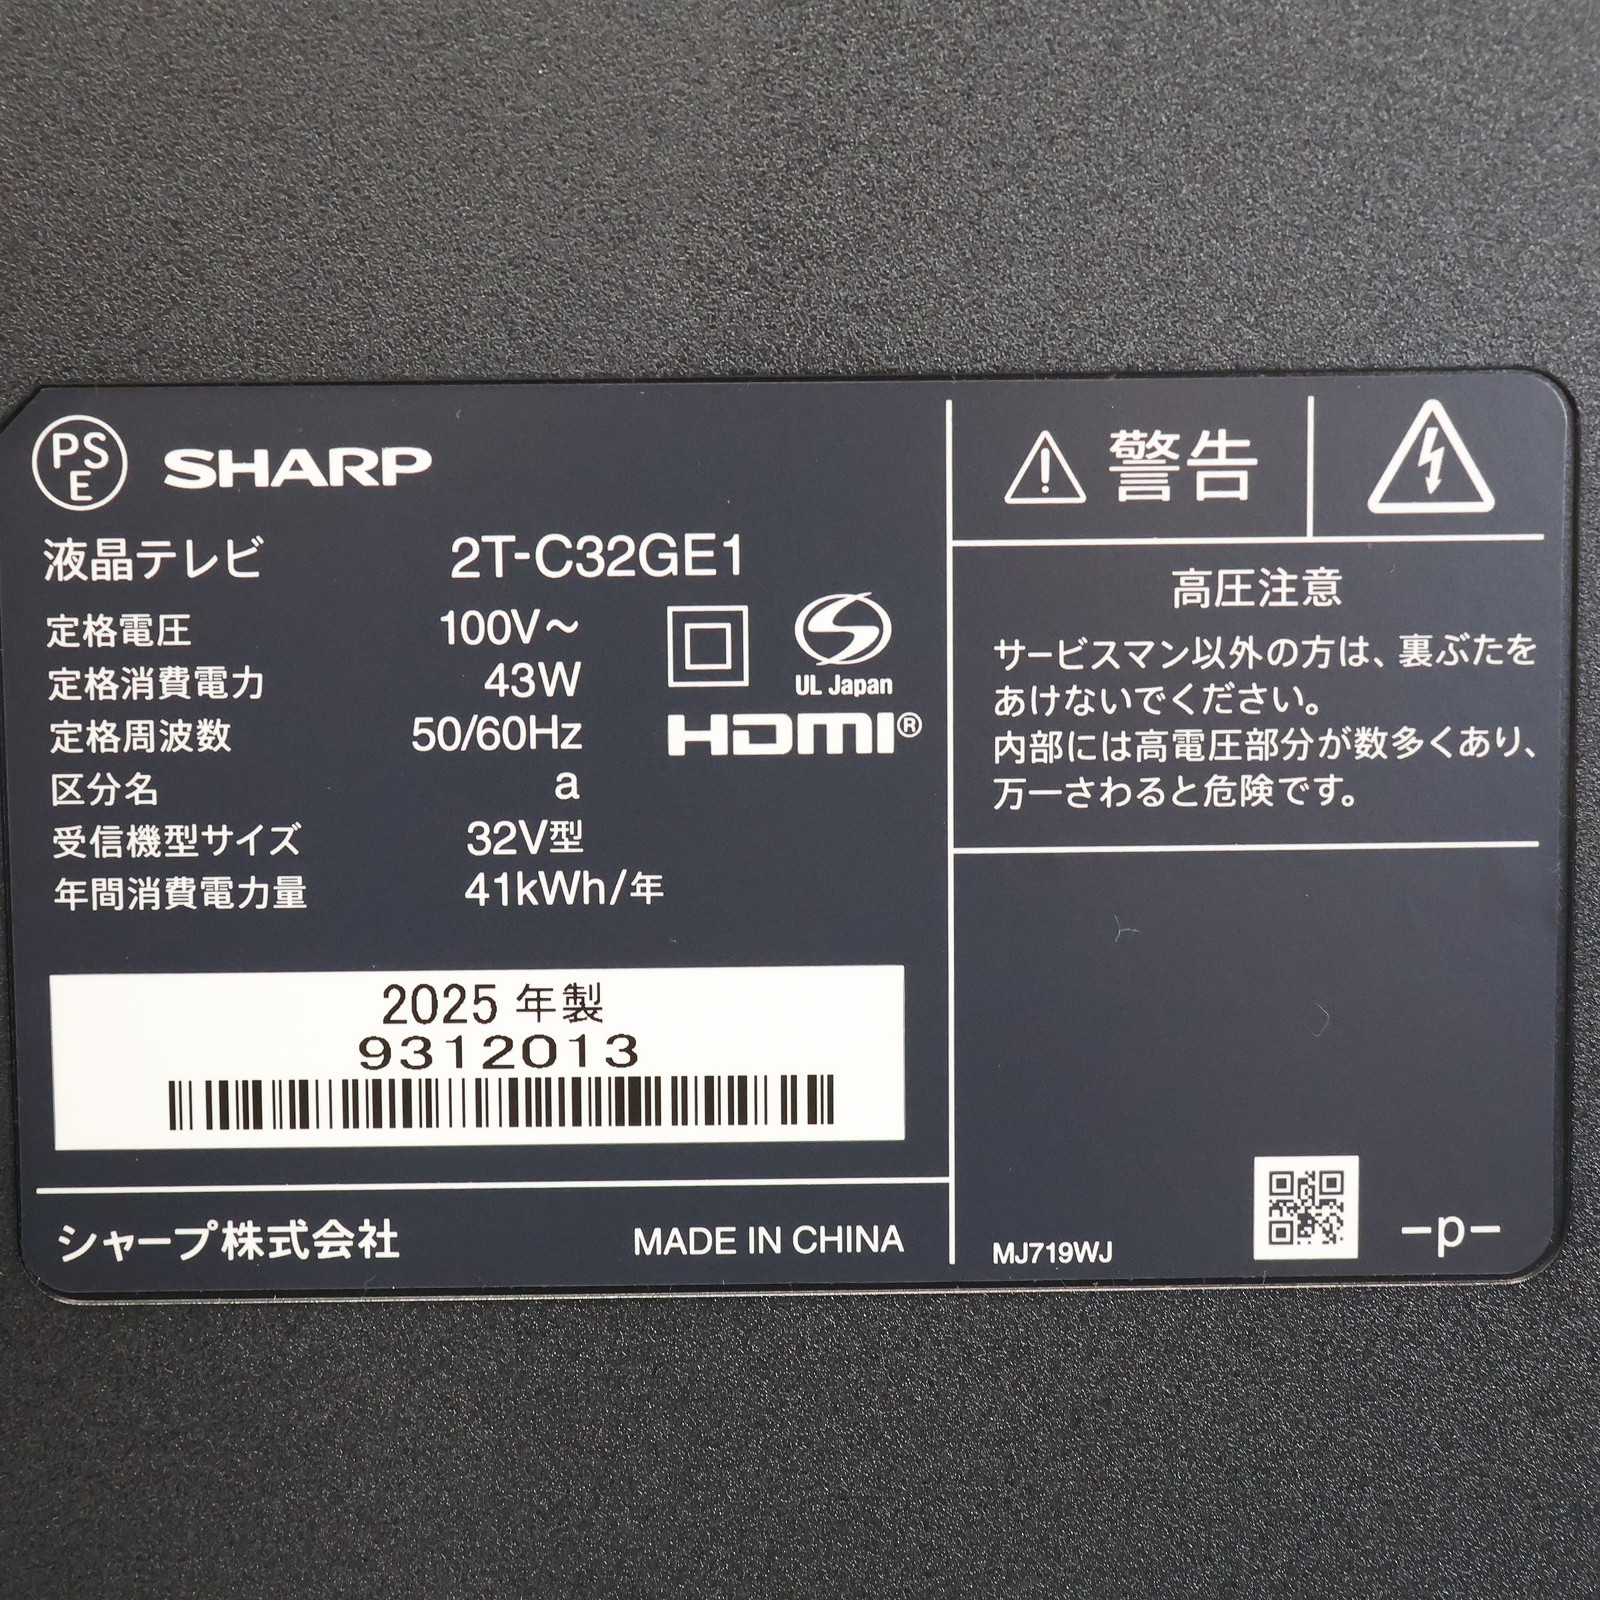 PSE SHARP
液晶テレビ 2T-C32GE1
定格電圧 100V～
定格消費電力 43W
定格周波数 50/60Hz
区分名 a
受信機型サイズ 32V型
年間消費電力量 41kWh/年
UL Japan
HDMI®
2025 年製
9312013
シャープ株式会社 MADE IN CHINA
警告
高圧注意
サービスマン以外の方は、裏ぶたを
あけないでください。
内部には高電圧部分が数多くあり、
万一さわると危険です。
MJ719WJ
-p-